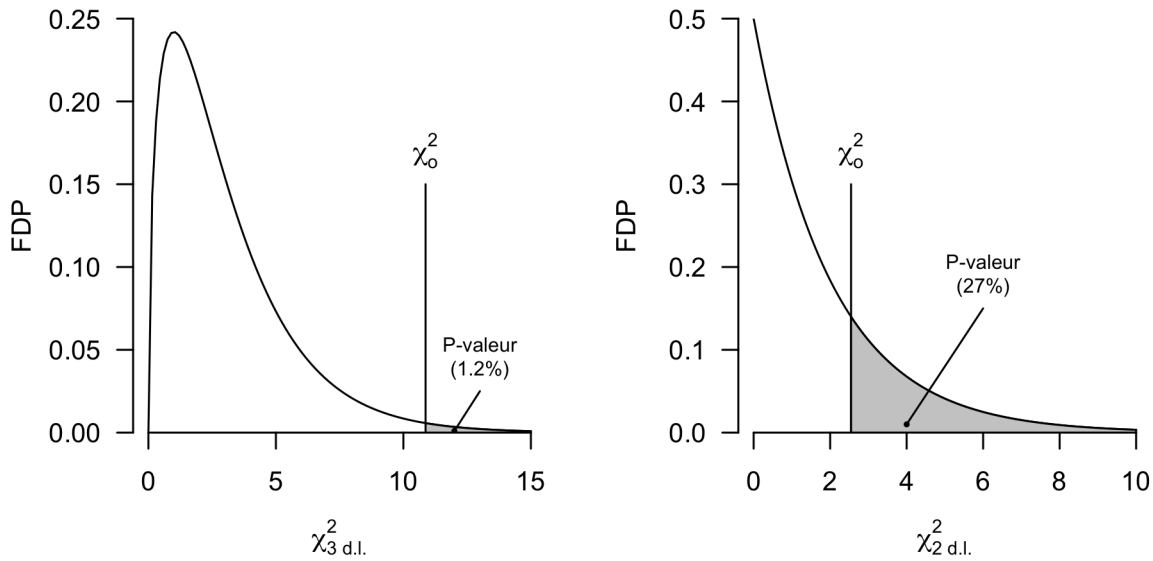 0.25
0.20
0.15
0.10
0.05
0.00
FDP
χ²ₒ
P-valeur
(1.2%)
0 5 10 15
χ²₃ d.l.
0.5
0.4
0.3
0.2
0.1
0.0
FDP
χ²ₒ
P-valeur
(27%)
0 2 4 6 8 10
χ²₂ d.l.